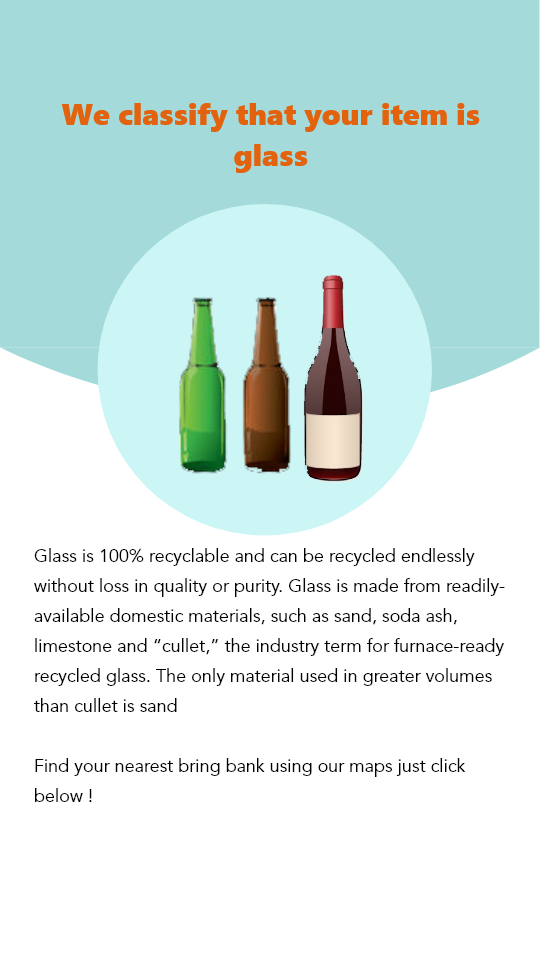 We classify that your item is
glass
Glass is 100% recyclable and can be recycled endlessly
without loss in quality or purity. Glass is made from readily-
available domestic materials, such as sand, soda ash,
limestone and “cullet,” the industry term for furnace-ready
recycled glass. The only material used in greater volumes
than cullet is sand
Find your nearest bring bank using our maps just click
below !